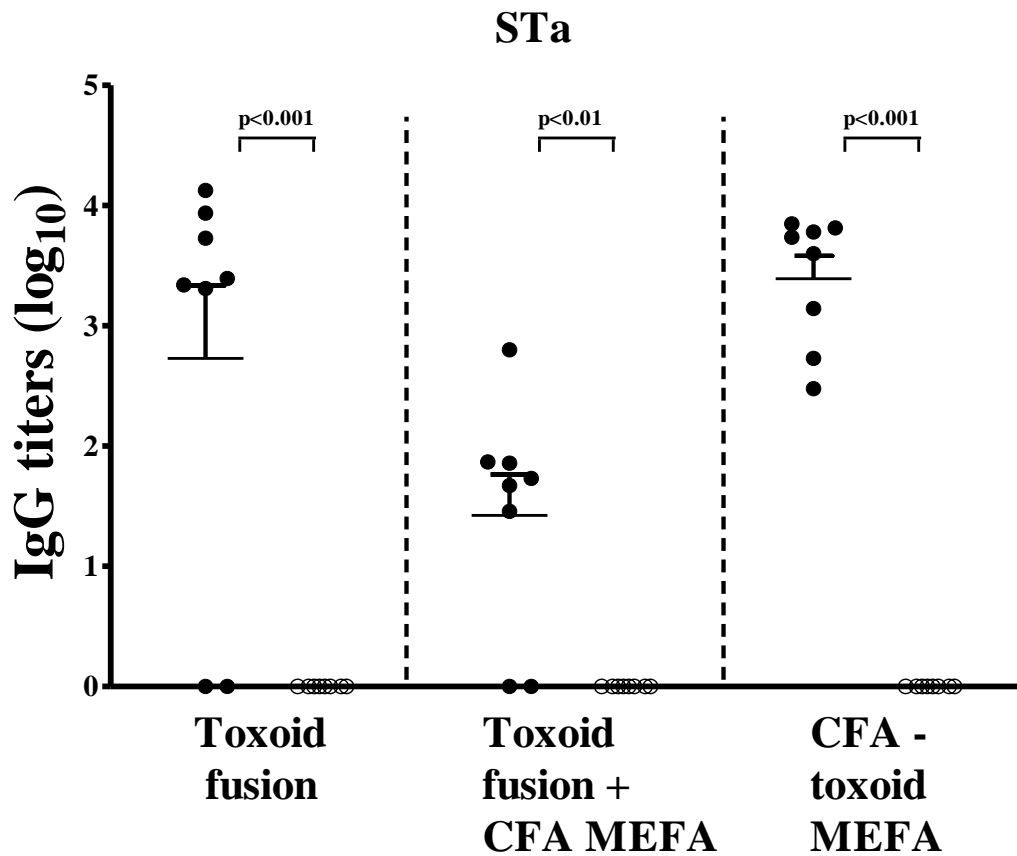 STa
IgG titers (log10)
5
4
3
2
1
0
p<0.001
p<0.01
p<0.001
Toxoid
fusion
Toxoid
fusion +
CFA MEFA
CFA -
toxoid
MEFA